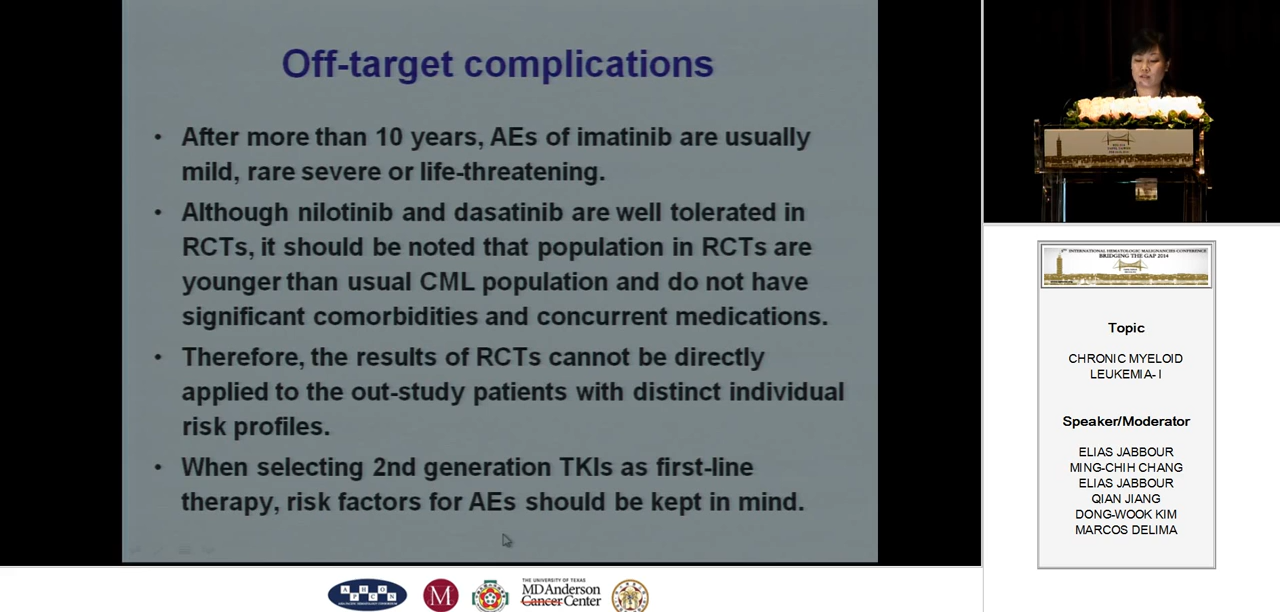 Off-target complications
• After more than 10 years, AEs of imatinib are usually
mild, rare severe or life-threatening.
• Although nilotinib and dasatinib are well tolerated in
RCTs, it should be noted that population in RCTs are
younger than usual CML population and do not have
significant comorbidities and concurrent medications.
• Therefore, the results of RCTs cannot be directly
applied to the out-study patients with distinct individual
risk profiles.
• When selecting 2nd generation TKIs as first-line
therapy, risk factors for AEs should be kept in mind.
INTERNATIONAL HEMATOLOGIC MALIGNANCIES CONFERENCE
BRIDGING THE GAP 2014
Topic
CHRONIC MYELOID
LEUKEMIA- I
Speaker/Moderator
ELIAS JABBOUR
MING-CHIH CHANG
ELIAS JABBOUR
QIAN JIANG
DONG-WOOK KIM
MARCOS DELIMA
A H O N
A P C N
M
THE UNIVERSITY OF TEXAS
MD Anderson
Cancer Center